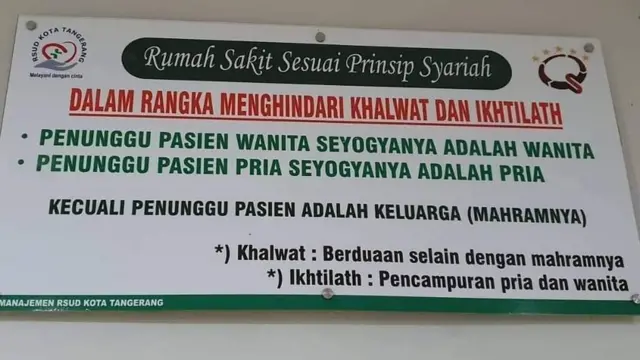 RSUD KOTA TANGERANG
Melayani dengan cinta
Rumah Sakit Sesuai Prinsip Syariah
DALAM RANGKA MENGHINDARI KHALWAT DAN IKHTILATH
• PENUNGGU PASIEN WANITA SEYOGYANYA ADALAH WANITA
• PENUNGGU PASIEN PRIA SEYOGYANYA ADALAH PRIA
KECUALI PENUNGGU PASIEN ADALAH KELUARGA (MAHRAMNYA)
*) Khalwat : Berduaan selain dengan mahramnya
*) Ikhtilath : Pencampuran pria dan wanita
MANAJEMEN RSUD KOTA TANGERANG